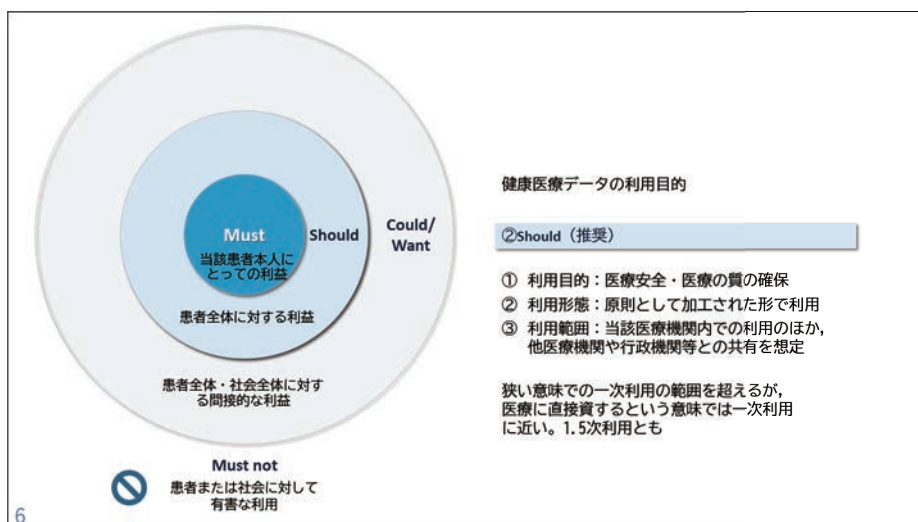 Must
当該患者本人に
とっての利益
Should
患者全体に対する利益
Could/
Want
患者全体・社会全体に対す
る間接的な利益
Must not
患者または社会に対して
有害な利用
健康医療データの利用目的
②Should（推奨）
① 利用目的：医療安全・医療の質の確保
② 利用形態：原則として加工された形で利用
③ 利用範囲：当該医療機関内での利用のほか，
他医療機関や行政機関等との共有を想定
狭い意味での一次利用の範囲を超えるが，
医療に直接資するという意味では一次利用
に近い。1.5次利用とも
6